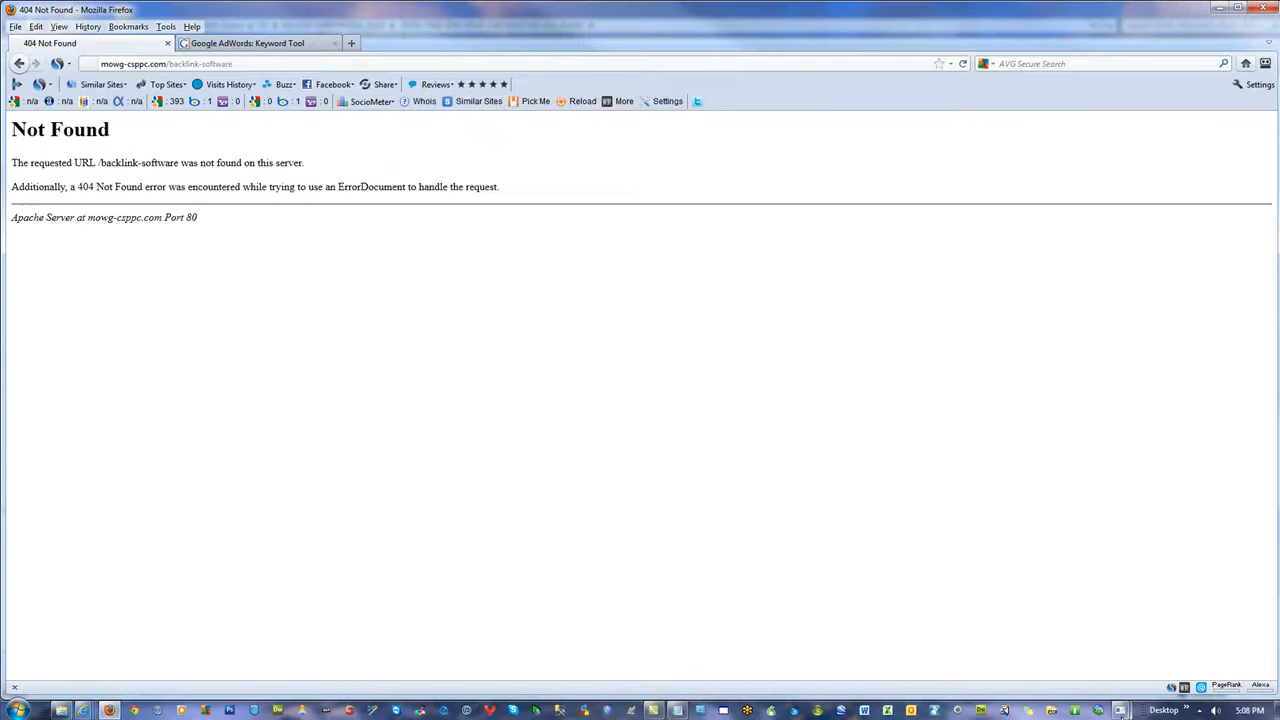 404 Not Found - Mozilla Firefox
File Edit View History Bookmarks Tools Help
404 Not Found × Google AdWords: Keyword Tool × +
mowg-csppc.com/backlink-software AVG Secure Search
Similar Sites Top Sites Visits History Buzz Facebook Share Reviews Settings
: n/a : n/a : n/a : n/a : 393 : 1 : 0 : 0 : 1 : 0 SocioMeter Whois Similar Sites Pick Me Reload More Settings
Not Found
The requested URL /backlink-software was not found on this server.
Additionally, a 404 Not Found error was encountered while trying to use an ErrorDocument to handle the request.
Apache Server at mowg-csppc.com Port 80
× PageRank Alexa
Desktop » 5:08 PM